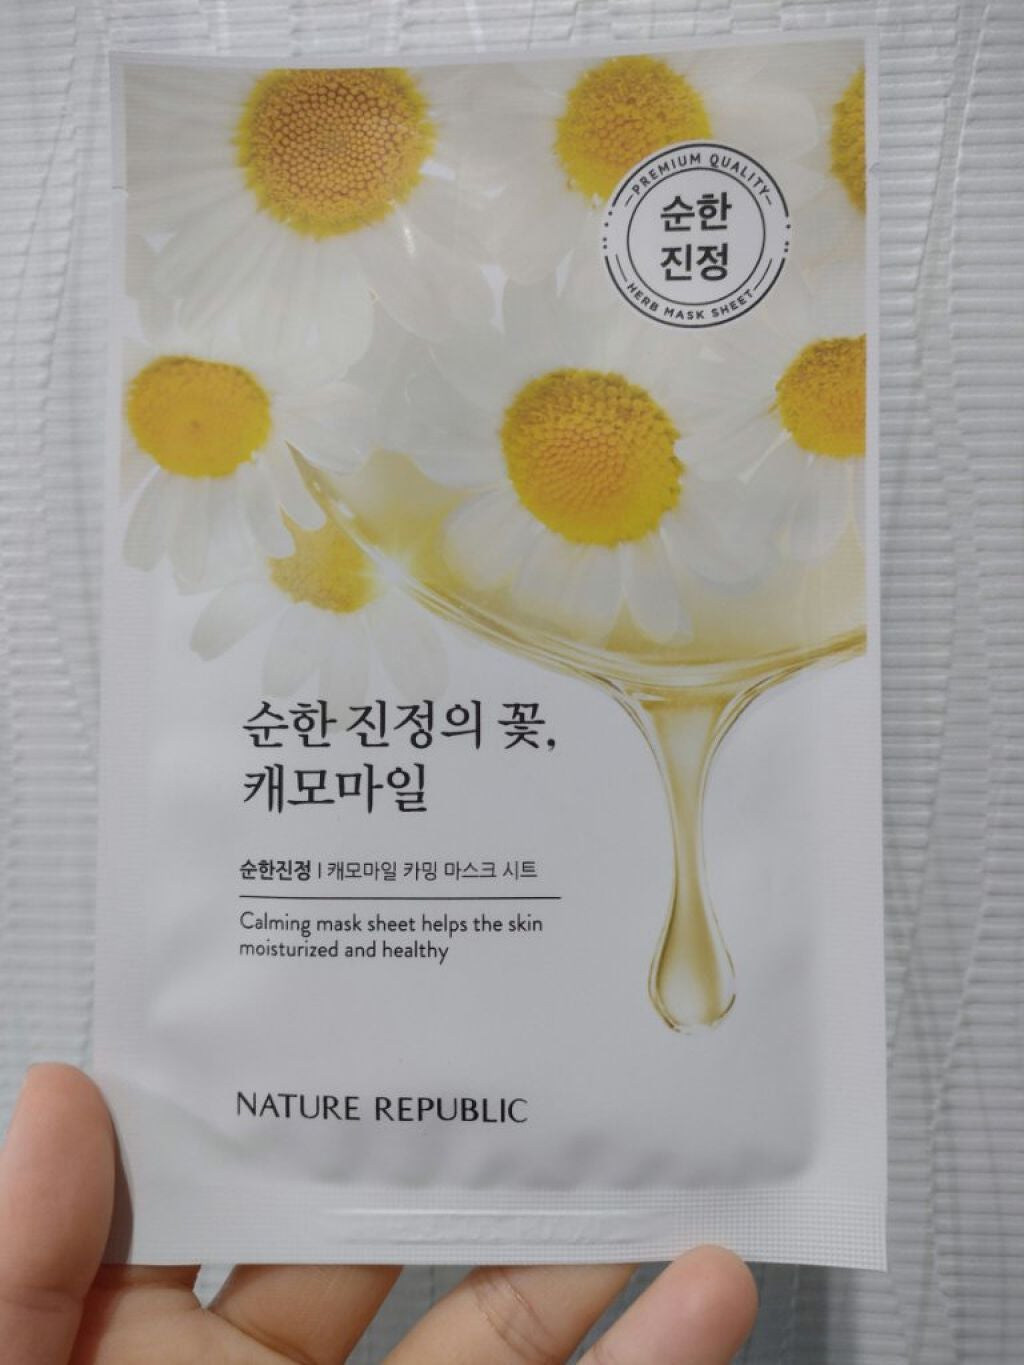 PREMIUM QUALITY
순한
진정
HERB MASK SHEET
순한 진정의 꽃,
캐모마일
순한진정 | 캐모마일 카밍 마스크 시트
Calming mask sheet helps the skin
moisturized and healthy
NATURE REPUBLIC